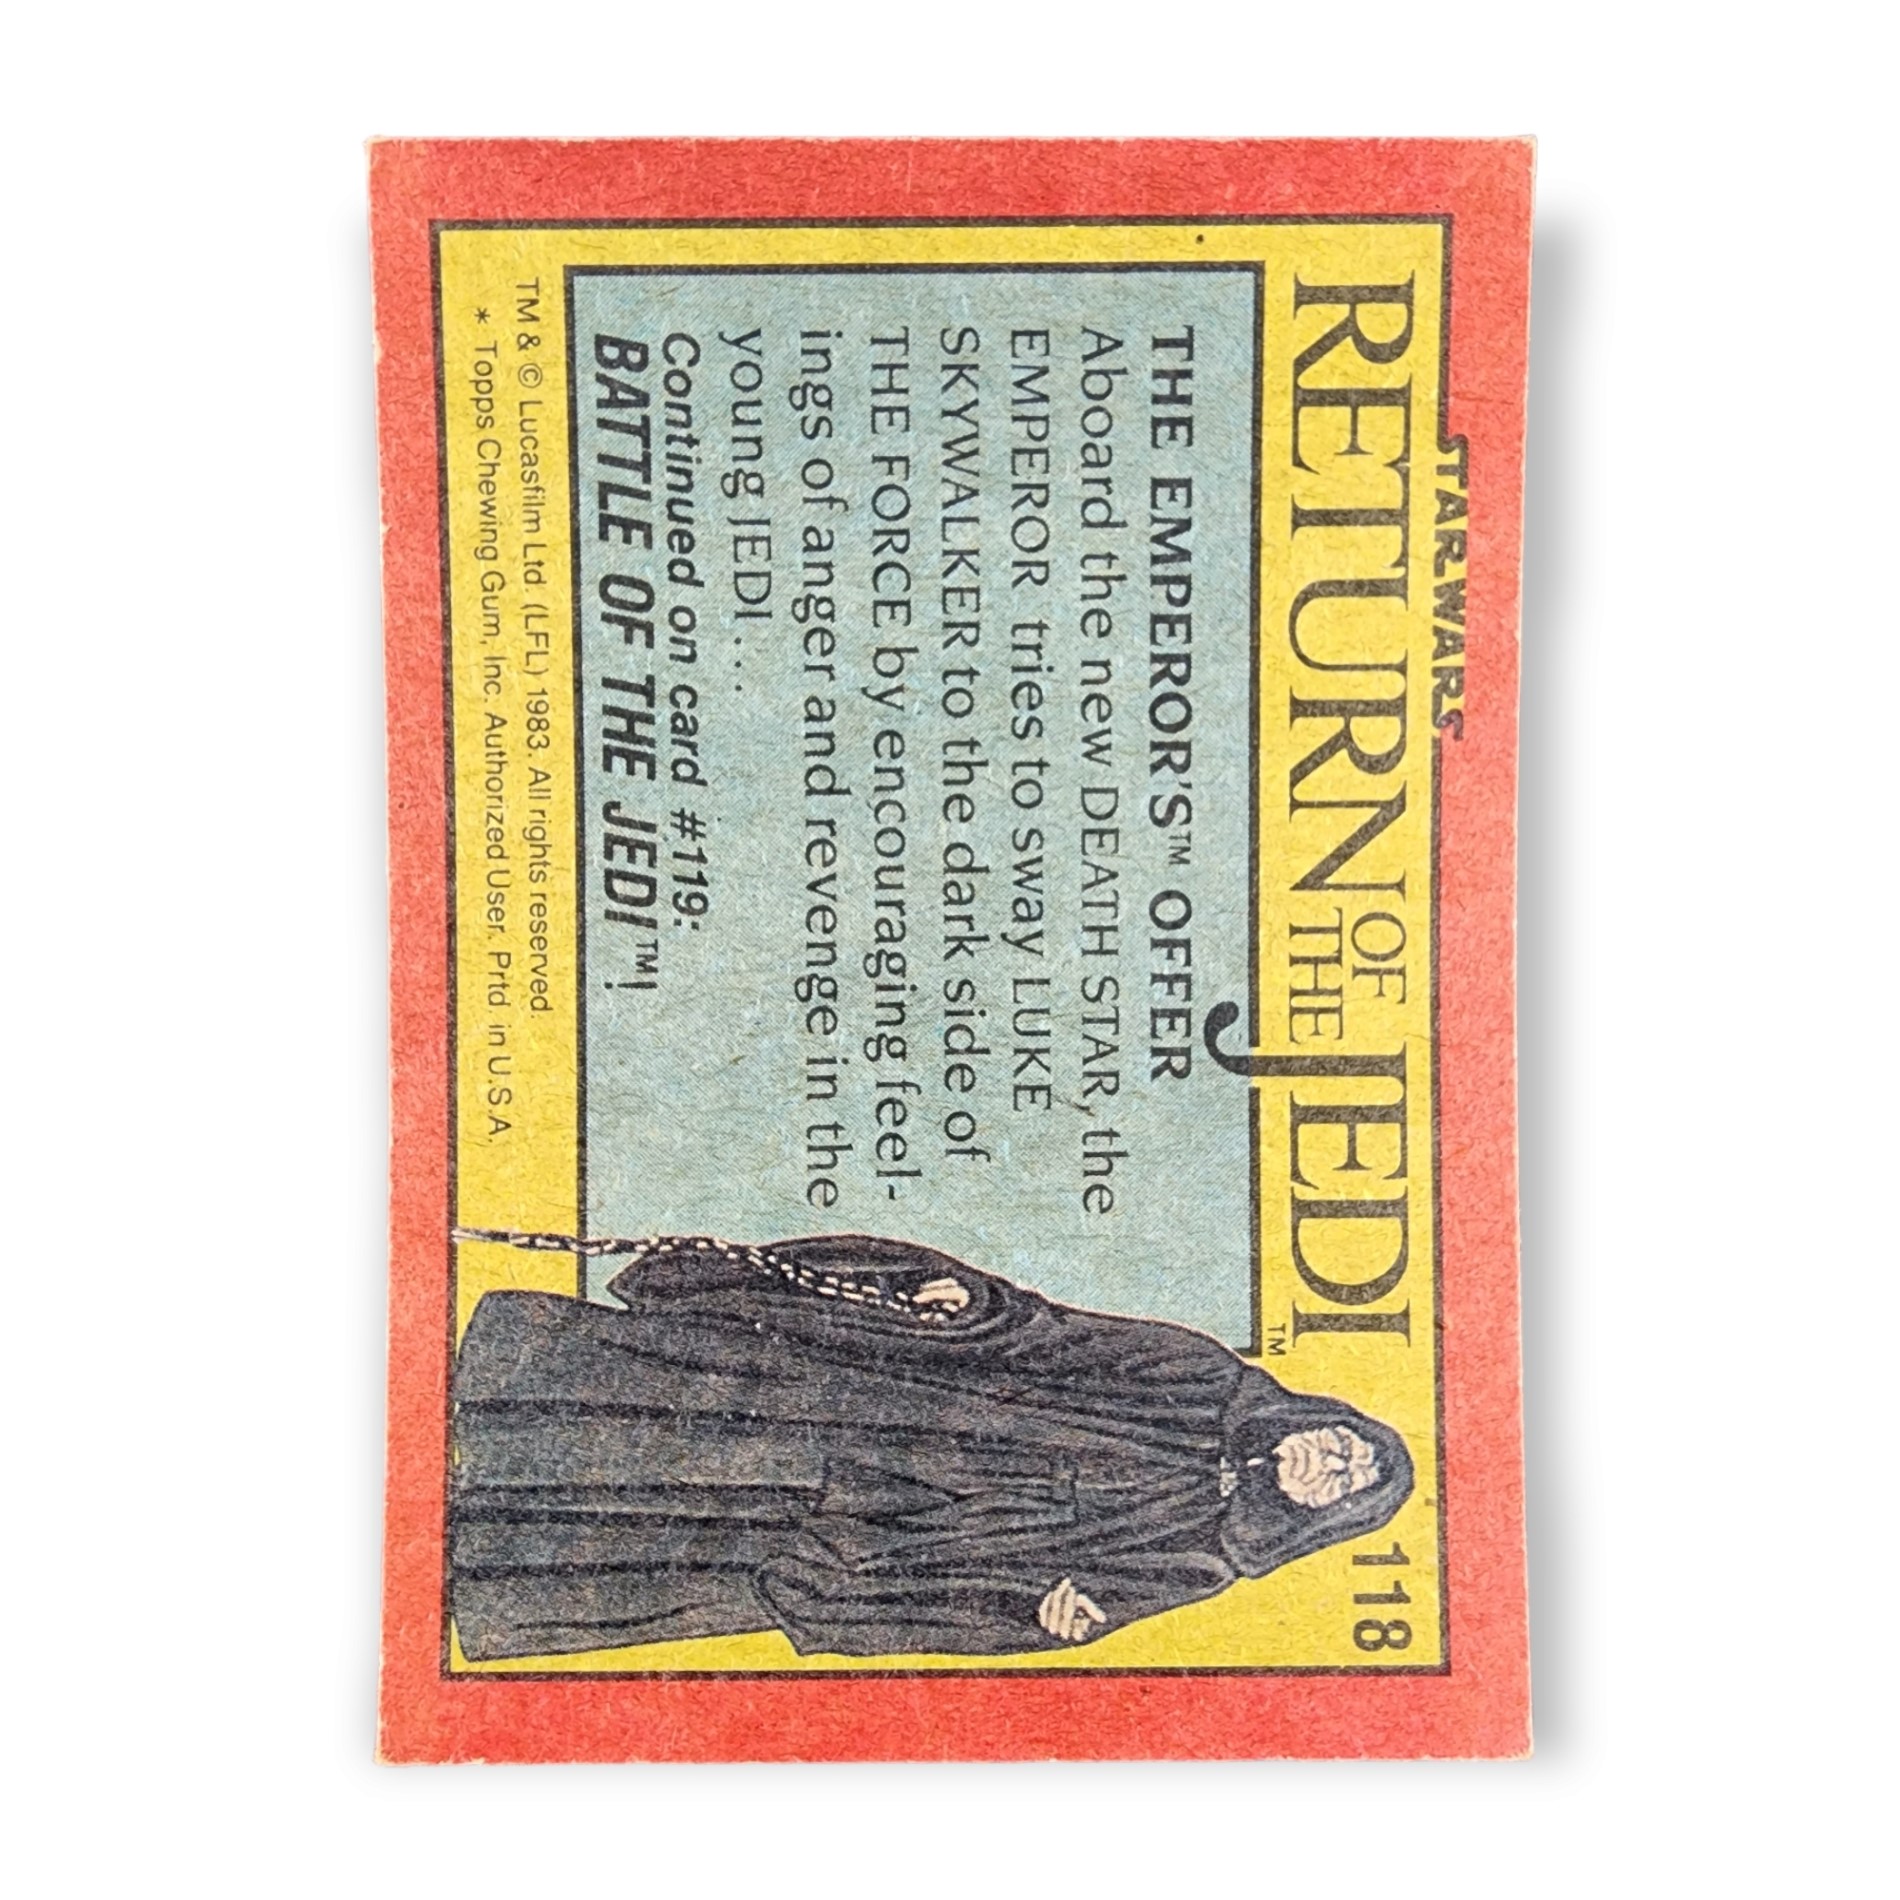 STAR WARS
RETURN OF THE JEDI™
118
THE EMPEROR'S™ OFFER
Aboard the new DEATH STAR, the
EMPEROR tries to sway LUKE
SKYWALKER to the dark side of
THE FORCE by encouraging feel-
ings of anger and revenge in the
young JEDI . . .
Continued on card #119:
BATTLE OF THE JEDI™!
TM & © Lucasfilm Ltd. (LFL) 1983. All rights reserved.
* Topps Chewing Gum, Inc. Authorized User. Prtd. in U.S.A.